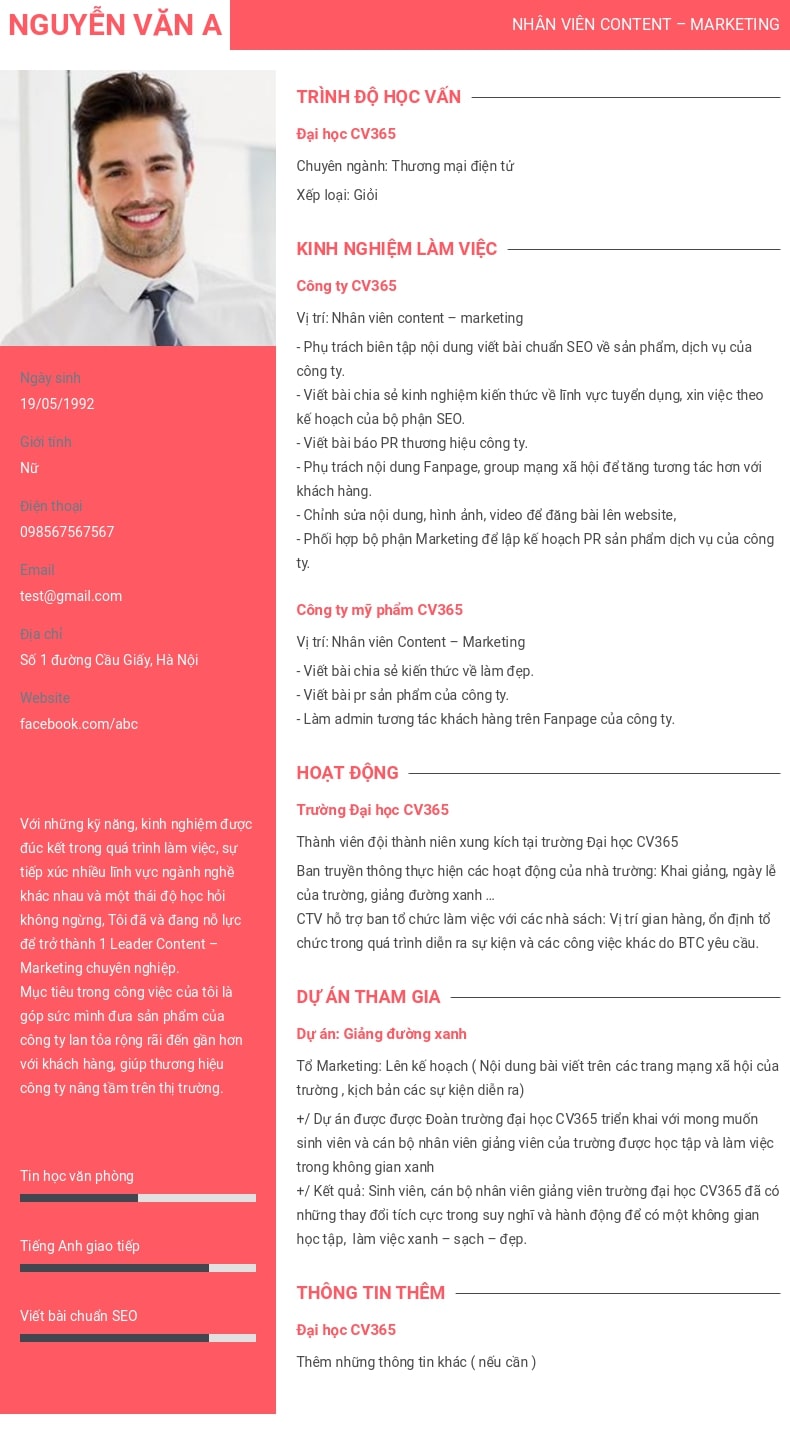 NGUYỄN VĂN A
NHÂN VIÊN CONTENT – MARKETING
Ngày sinh
19/05/1992
Giới tính
Nữ
Điện thoại
098567567567
Email
test@gmail.com
Địa chỉ
Số 1 đường Cầu Giấy, Hà Nội
Website
facebook.com/abc
Với những kỹ năng, kinh nghiệm được
đúc kết trong quá trình làm việc, sự
tiếp xúc nhiều lĩnh vực ngành nghề
khác nhau và một thái độ học hỏi
không ngừng, Tôi đã và đang nỗ lực
để trở thành 1 Leader Content –
Marketing chuyên nghiệp.
Mục tiêu trong công việc của tôi là
góp sức mình đưa sản phẩm của
công ty lan tỏa rộng rãi đến gần hơn
với khách hàng, giúp thương hiệu
công ty nâng tầm trên thị trường.
Tin học văn phòng
Tiếng Anh giao tiếp
Viết bài chuẩn SEO
TRÌNH ĐỘ HỌC VẤN
Đại học CV365
Chuyên ngành: Thương mại điện tử
Xếp loại: Giỏi
KINH NGHIỆM LÀM VIỆC
Công ty CV365
Vị trí: Nhân viên content – marketing
- Phụ trách biên tập nội dung viết bài chuẩn SEO về sản phẩm, dịch vụ của
công ty.
- Viết bài chia sẻ kinh nghiệm kiến thức về lĩnh vực tuyển dụng, xin việc theo
kế hoạch của bộ phận SEO.
- Viết bài báo PR thương hiệu công ty.
- Phụ trách nội dung Fanpage, group mạng xã hội để tăng tương tác hơn với
khách hàng.
- Chỉnh sửa nội dung, hình ảnh, video để đăng bài lên website,
- Phối hợp bộ phận Marketing để lập kế hoạch PR sản phẩm dịch vụ của công
ty.
Công ty mỹ phẩm CV365
Vị trí: Nhân viên Content – Marketing
- Viết bài chia sẻ kiến thức về làm đẹp.
- Viết bài pr sản phẩm của công ty.
- Làm admin tương tác khách hàng trên Fanpage của công ty.
HOẠT ĐỘNG
Trường Đại học CV365
Thành viên đội thành niên xung kích tại trường Đại học CV365
Ban truyền thông thực hiện các hoạt động của nhà trường: Khai giảng, ngày lễ
của trường, giảng đường xanh ...
CTV hỗ trợ ban tổ chức làm việc với các nhà sách: Vị trí gian hàng, ổn định tổ
chức trong quá trình diễn ra sự kiện và các công việc khác do BTC yêu cầu.
DỰ ÁN THAM GIA
Dự án: Giảng đường xanh
Tổ Marketing: Lên kế hoạch ( Nội dung bài viết trên các trang mạng xã hội của
trường , kịch bản các sự kiện diễn ra)
+/ Dự án được được Đoàn trường đại học CV365 triển khai với mong muốn
sinh viên và cán bộ nhân viên giảng viên của trường được học tập và làm việc
trong không gian xanh
+/ Kết quả: Sinh viên, cán bộ nhân viên giảng viên trường đại học CV365 đã có
những thay đổi tích cực trong suy nghĩ và hành động để có một không gian
học tập,  làm việc xanh – sạch – đẹp.
THÔNG TIN THÊM
Đại học CV365
Thêm những thông tin khác ( nếu cần )